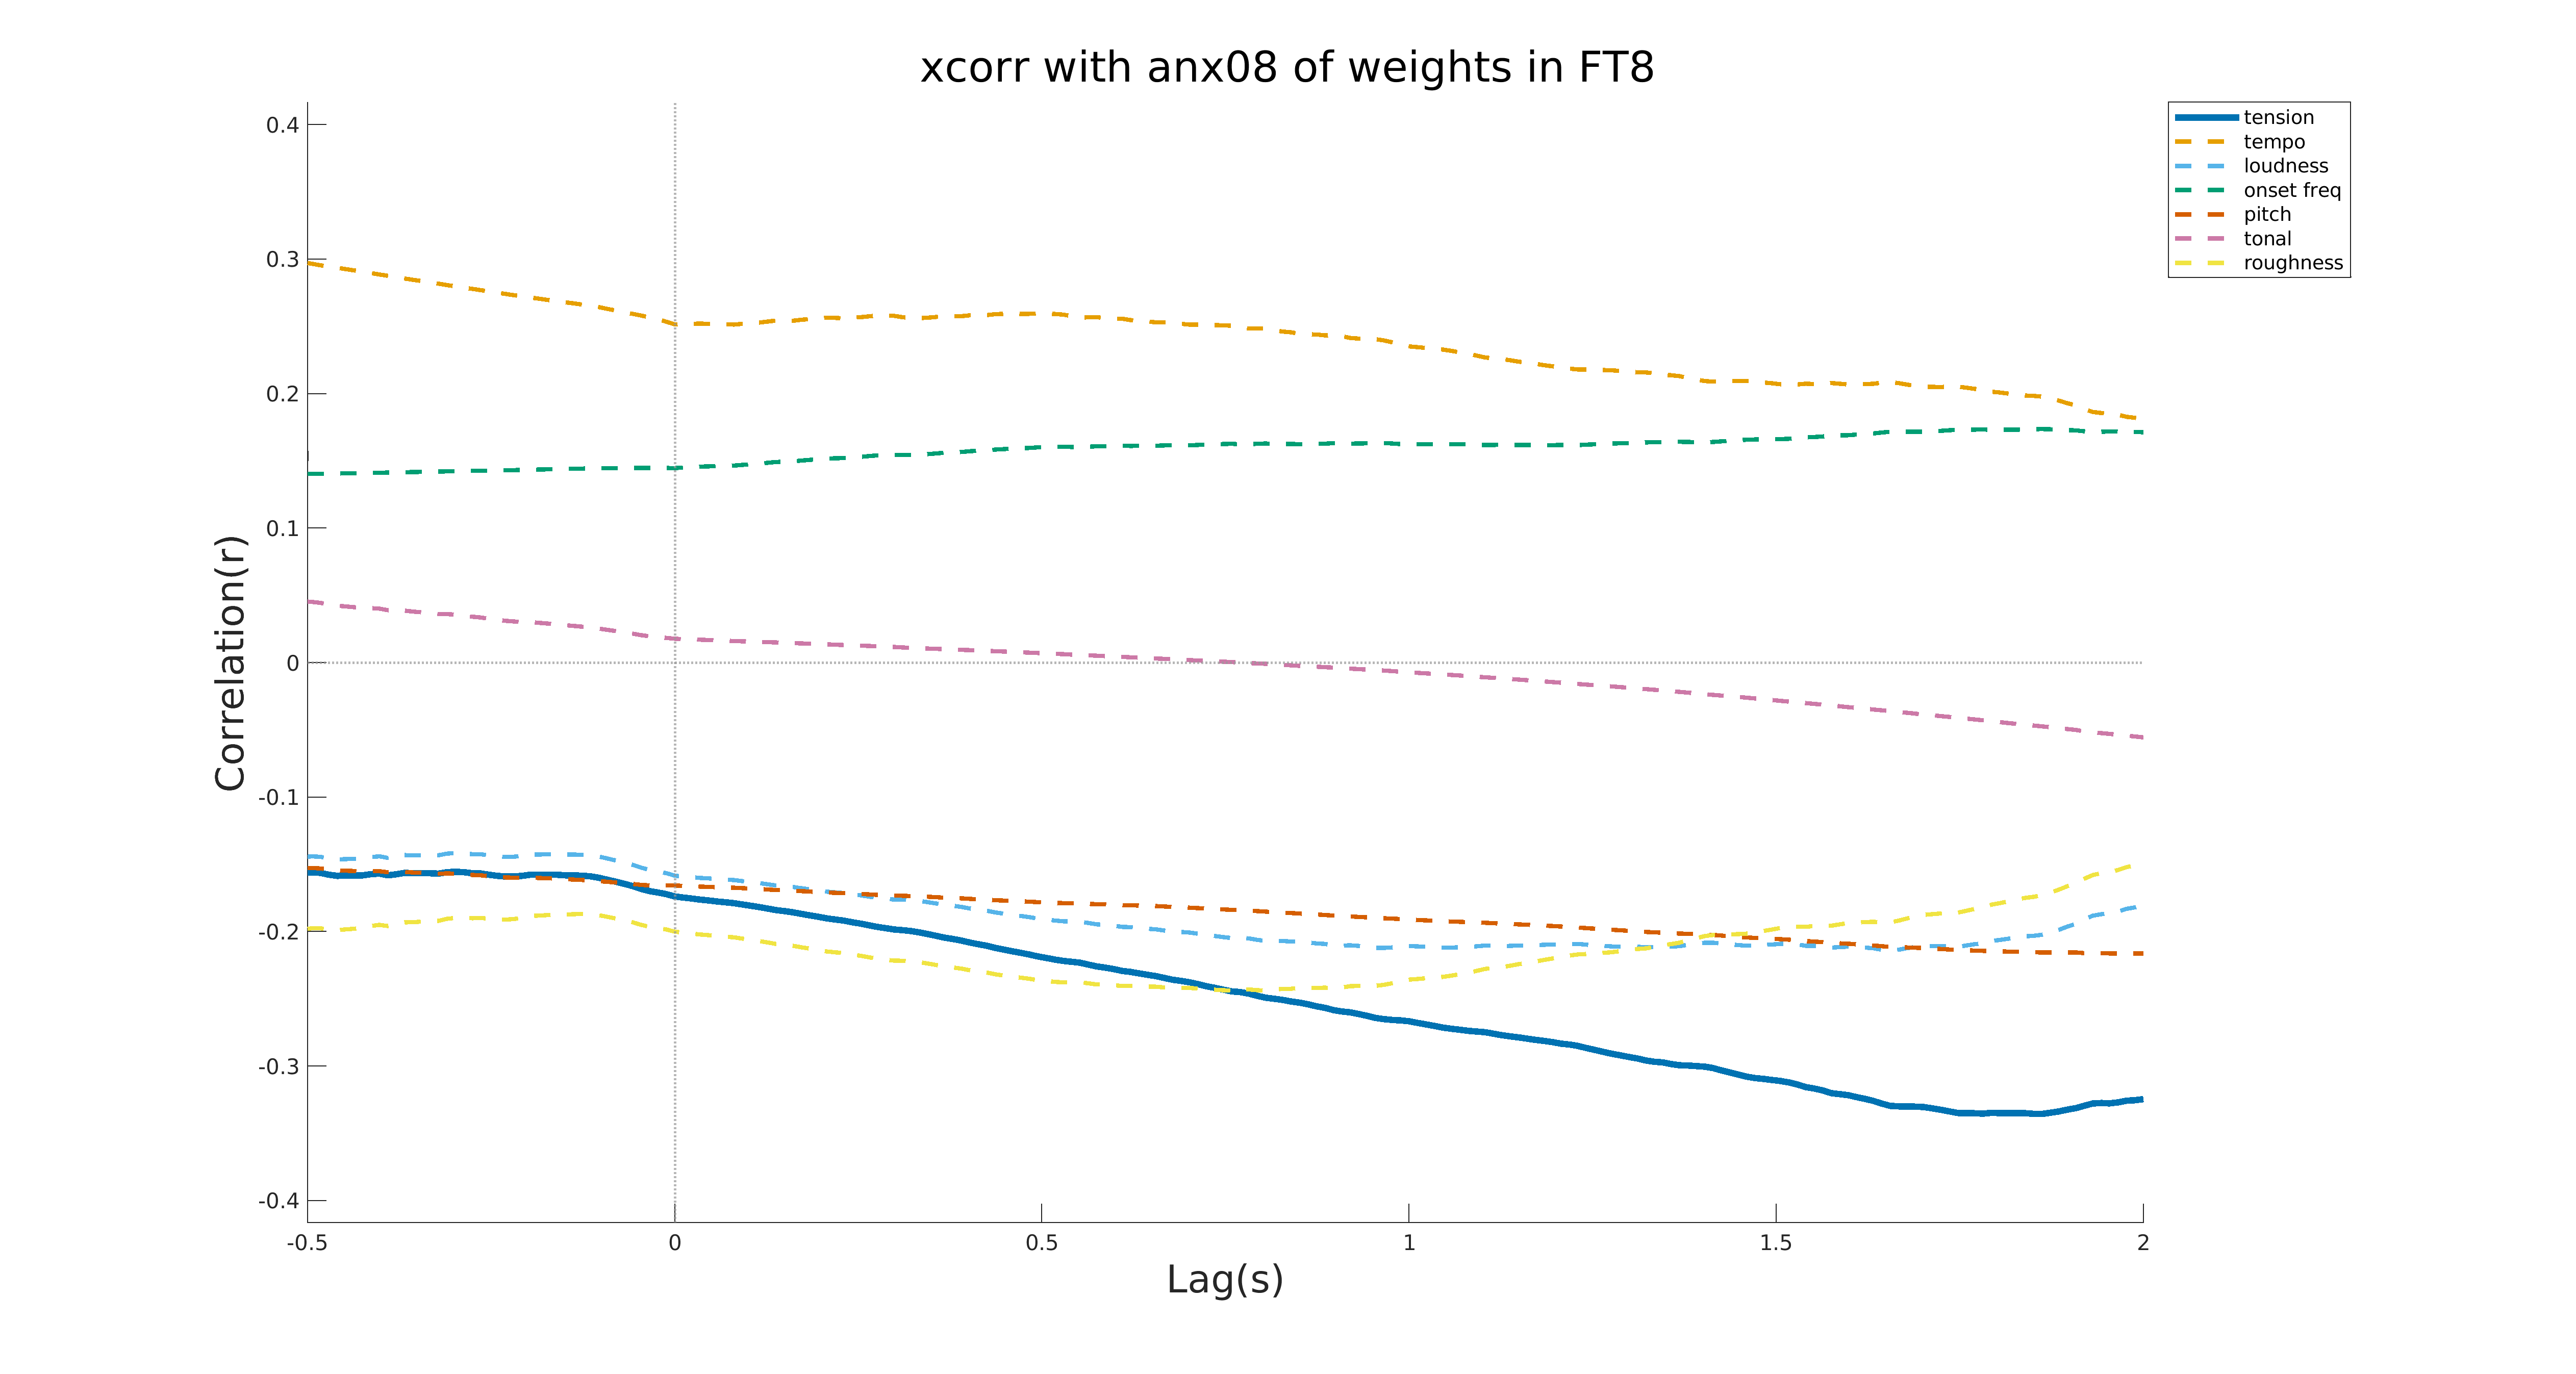 xcorr with anx08 of weights in FT8
tension
tempo
loudness
onset freq
pitch
tonal
roughness
0.4
0.3
0.2
0.1
0
-0.1
-0.2
-0.3
-0.4
Correlation(r)
-0.5
0
0.5
1
1.5
2
Lag(s)